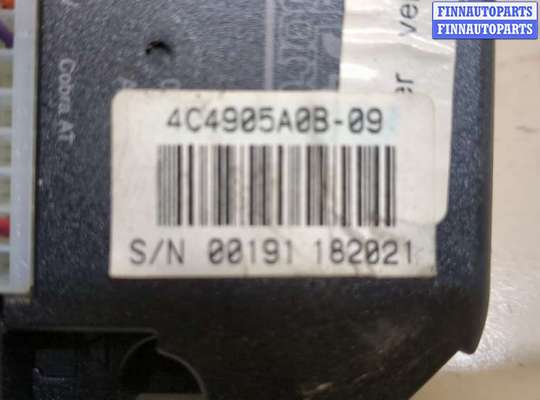 FINNAUTOPARTS
FINNAUTOPARTS
Cobra AT
4C4905A0B-09
S/N 00191 182021